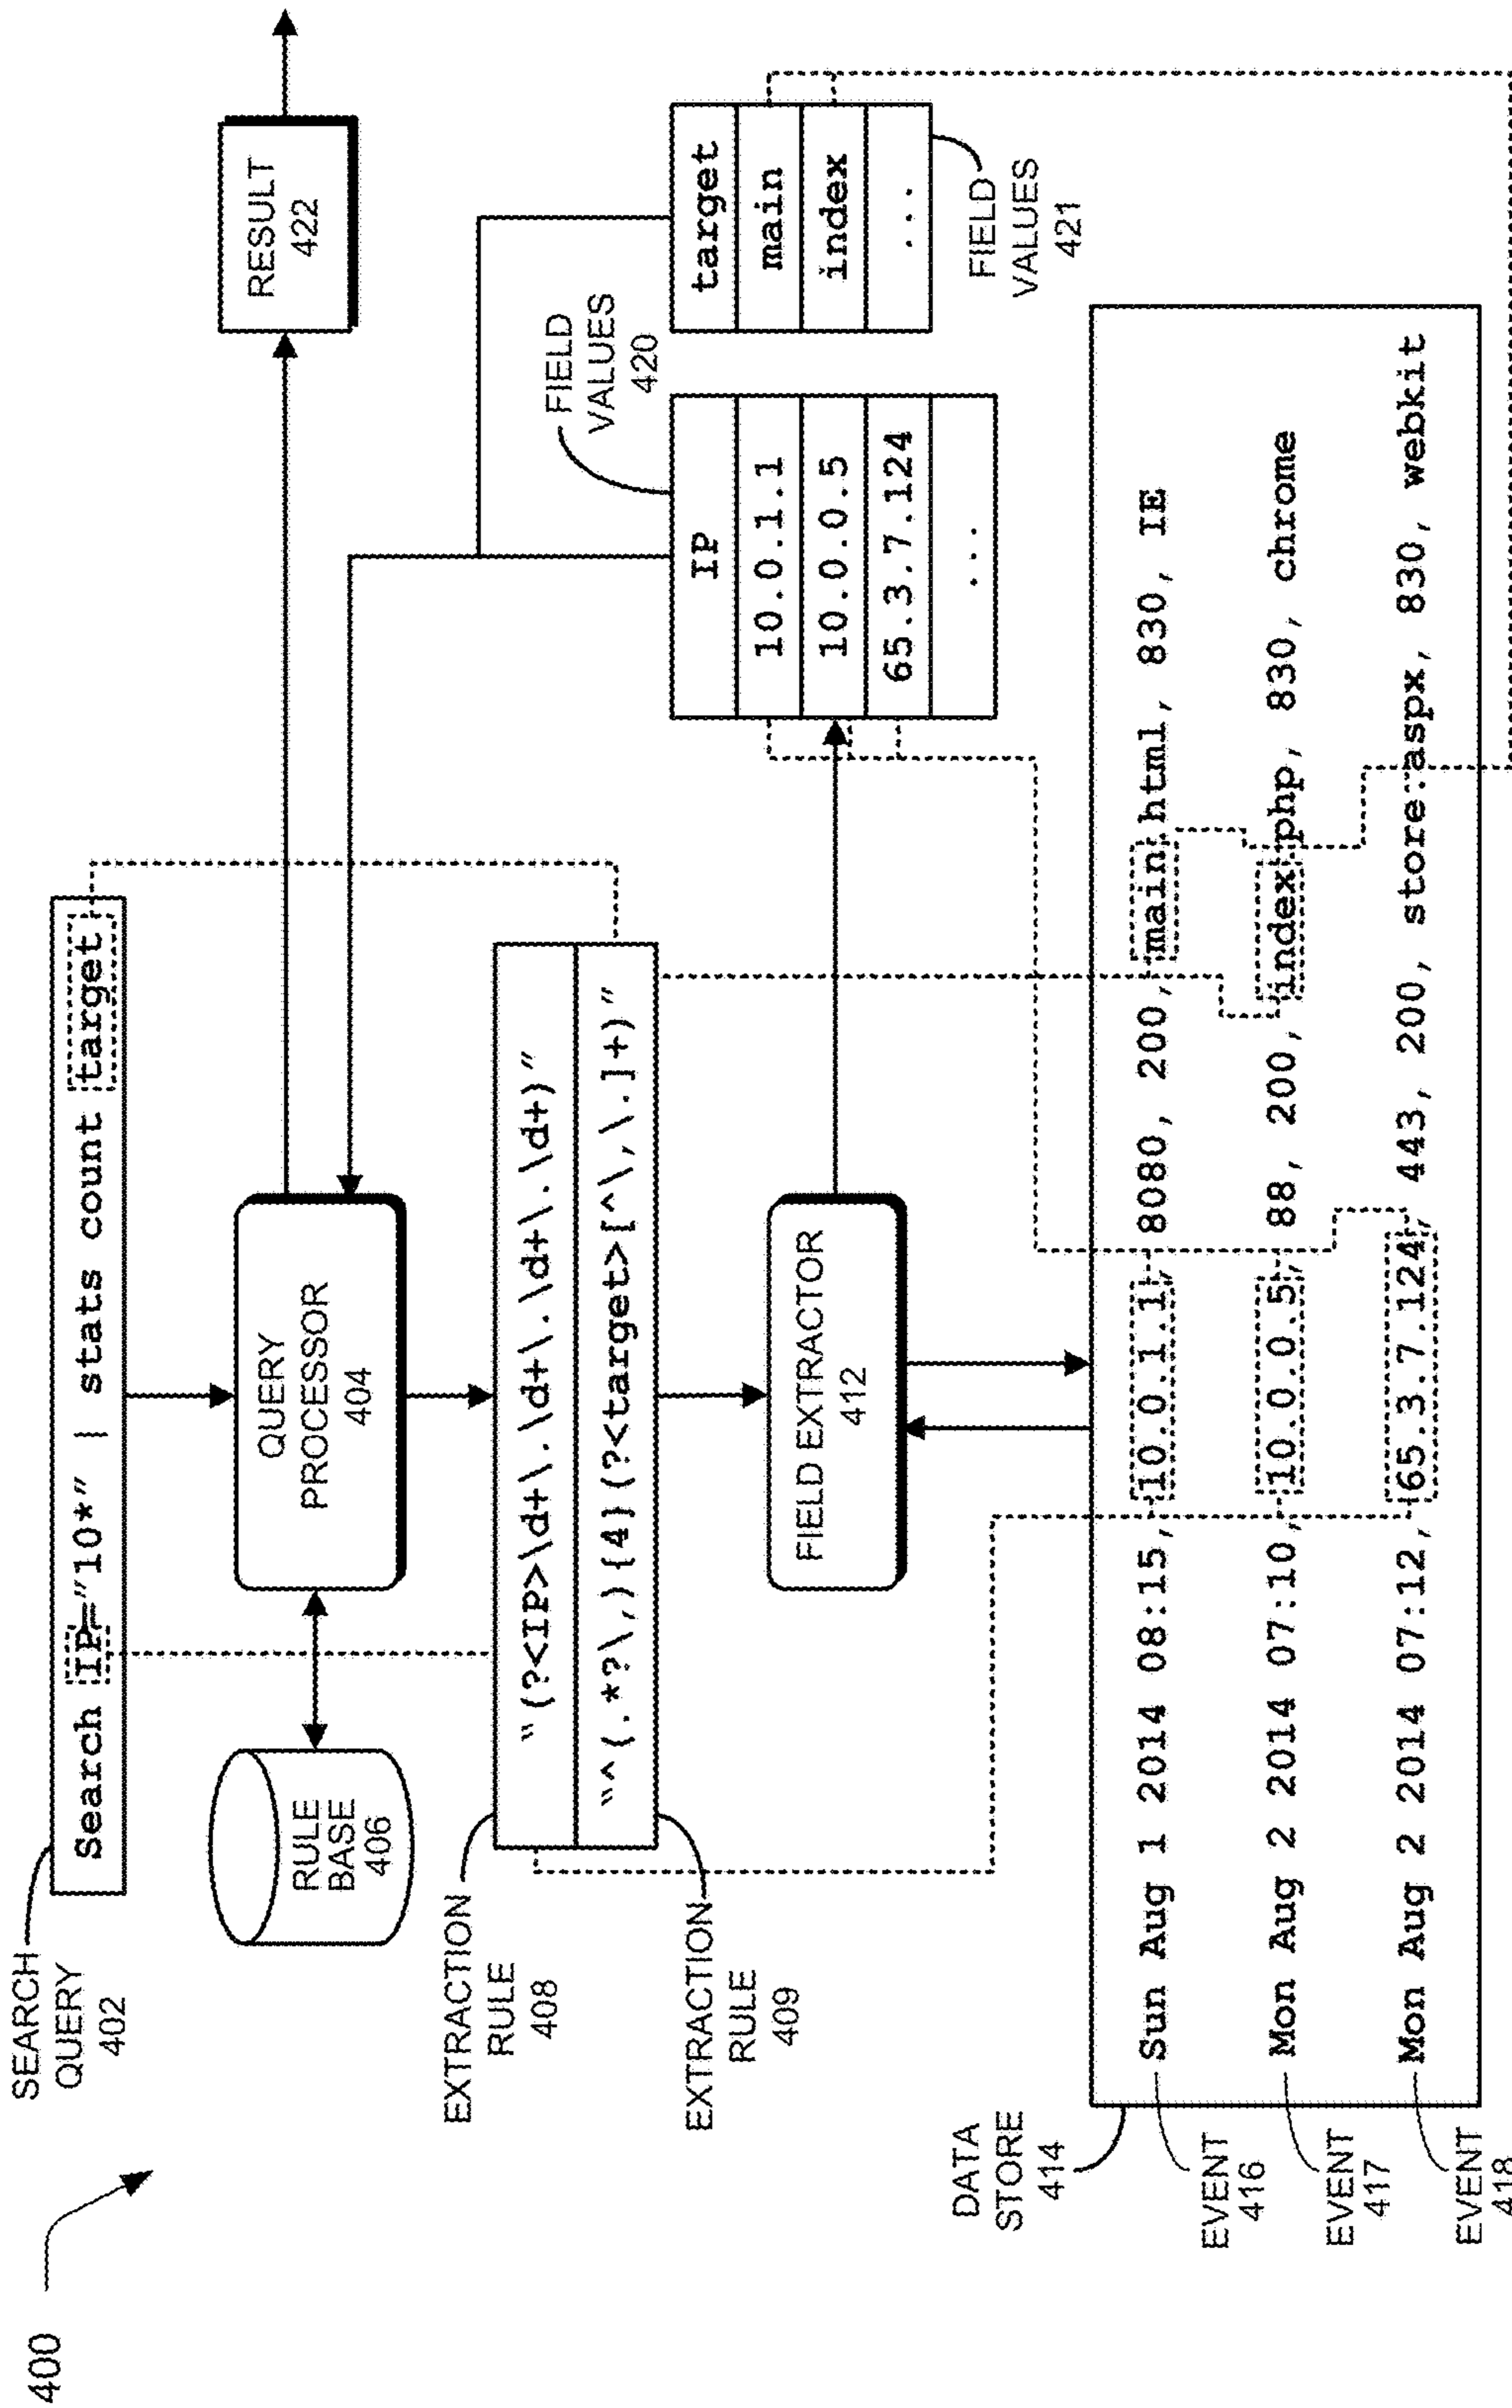 400
SEARCH
QUERY
402
Search IP="10*" | stats count target
RULE
BASE
406
QUERY
PROCESSOR
404
RESULT
422
EXTRACTION
RULE
408
"(?<IP>\d+\.\d+\.\d+\.\d+)"
"^(.*?\,){4}(?<target>[^\,\.]+)"
EXTRACTION
RULE
409
FIELD
VALUES
420
IP
10.0.1.1
10.0.0.5
65.3.7.124
...
target
main
index
...
FIELD
VALUES
421
FIELD EXTRACTOR
412
DATA
STORE
414
Sun Aug 1 2014 08:15, 10.0.1.1, 8080, 200, main.html, 830, IE
EVENT
416
Mon Aug 2 2014 07:10, 10.0.0.5, 88, 200, index.php, 830, chrome
EVENT
417
Mon Aug 2 2014 07:12, 65.3.7.124, 443, 200, store.aspx, 830, webkit
EVENT
418